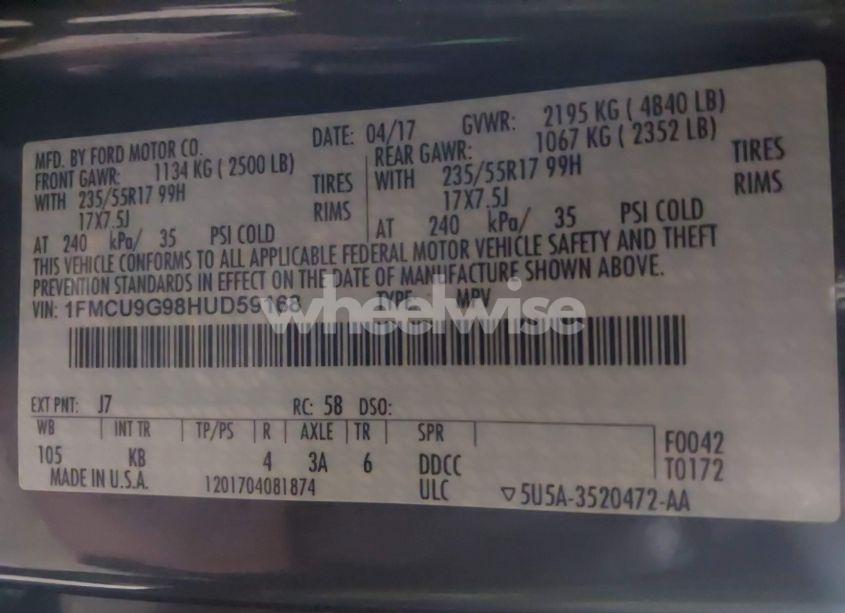 MFD. BY FORD MOTOR CO. DATE: 04/17 GVWR: 2195 KG ( 4840 LB)
FRONT GAWR: 1134 KG ( 2500 LB) REAR GAWR: 1067 KG ( 2352 LB)
WITH 235/55R17 99H TIRES WITH 235/55R17 99H TIRES
17X7.5J RIMS 17X7.5J RIMS
AT 240 kPa/ 35 PSI COLD AT 240 kPa/ 35 PSI COLD
THIS VEHICLE CONFORMS TO ALL APPLICABLE FEDERAL MOTOR VEHICLE SAFETY AND THEFT
PREVENTION STANDARDS IN EFFECT ON THE DATE OF MANUFACTURE SHOWN ABOVE.
VIN: 1FMCU9G98HUD59168 TYPE: MPV
wheelwise
EXT PNT: J7 RC: 58 DSO:
WB INT TR TP/PS R AXLE TR SPR
105 KB 4 3A 6 DDCC F0042
T0172
MADE IN U.S.A. 1201704081874 ULC ▽5U5A-3520472-AA